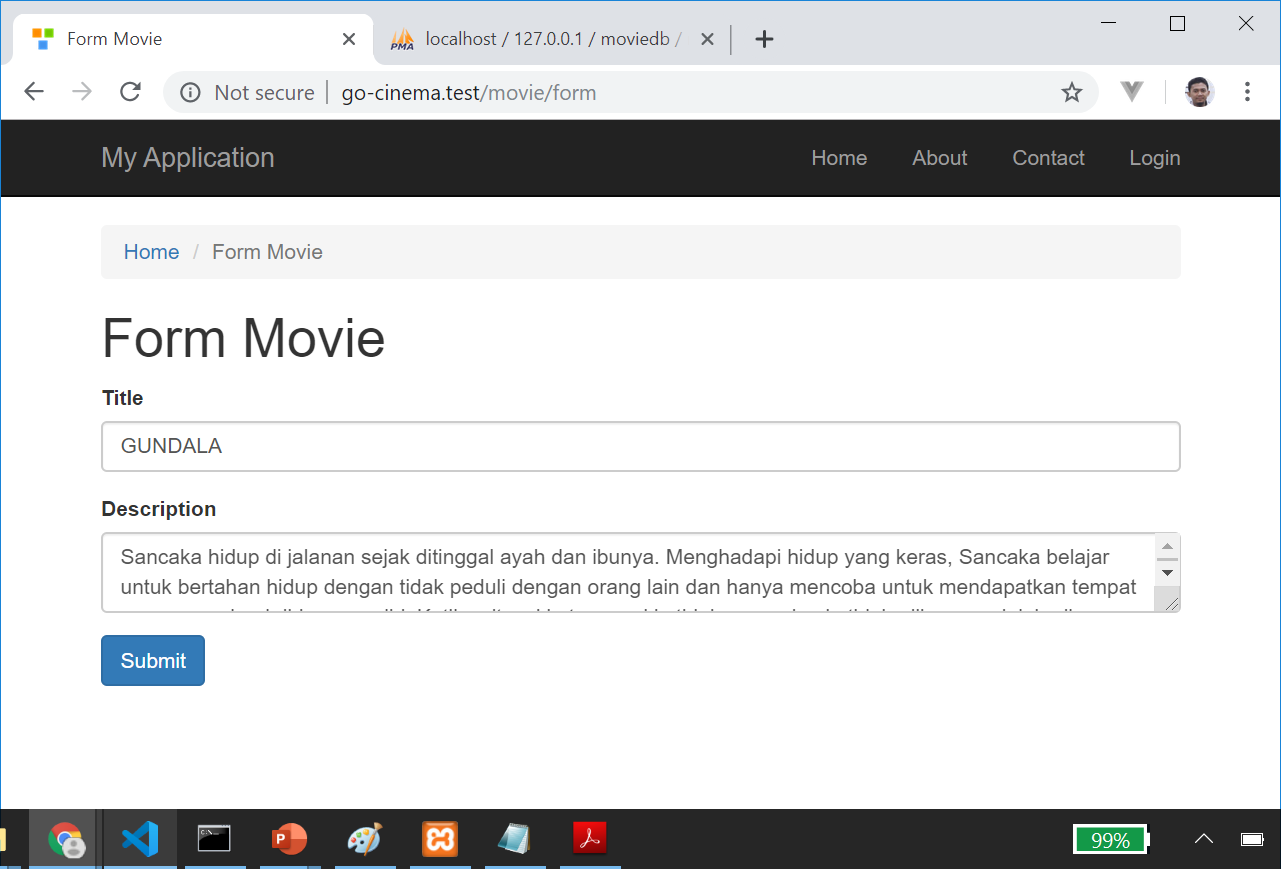 Form Movie
PMA localhost / 127.0.0.1 / moviedb /
Not secure | go-cinema.test/movie/form
My Application Home About Contact Login
Home / Form Movie
Form Movie
Title
GUNDALA
Description
Sancaka hidup di jalanan sejak ditinggal ayah dan ibunya. Menghadapi hidup yang keras, Sancaka belajar
untuk bertahan hidup dengan tidak peduli dengan orang lain dan hanya mencoba untuk mendapatkan tempat
Submit
99%